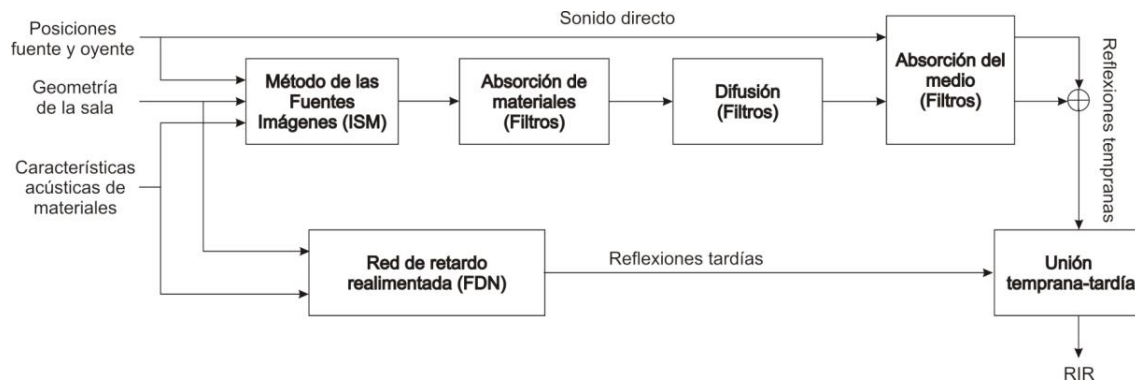 Sonido directo
Posiciones
fuente y oyente
Geometría
de la sala
Características
acústicas de
materiales
Método de las
Fuentes
Imágenes (ISM)
Absorción de
materiales
(Filtros)
Difusión
(Filtros)
Absorción del
medio
(Filtros)
Reflexiones tempranas
Red de retardo
realimentada (FDN)
Reflexiones tardías
Unión
temprana-tardía
RIR